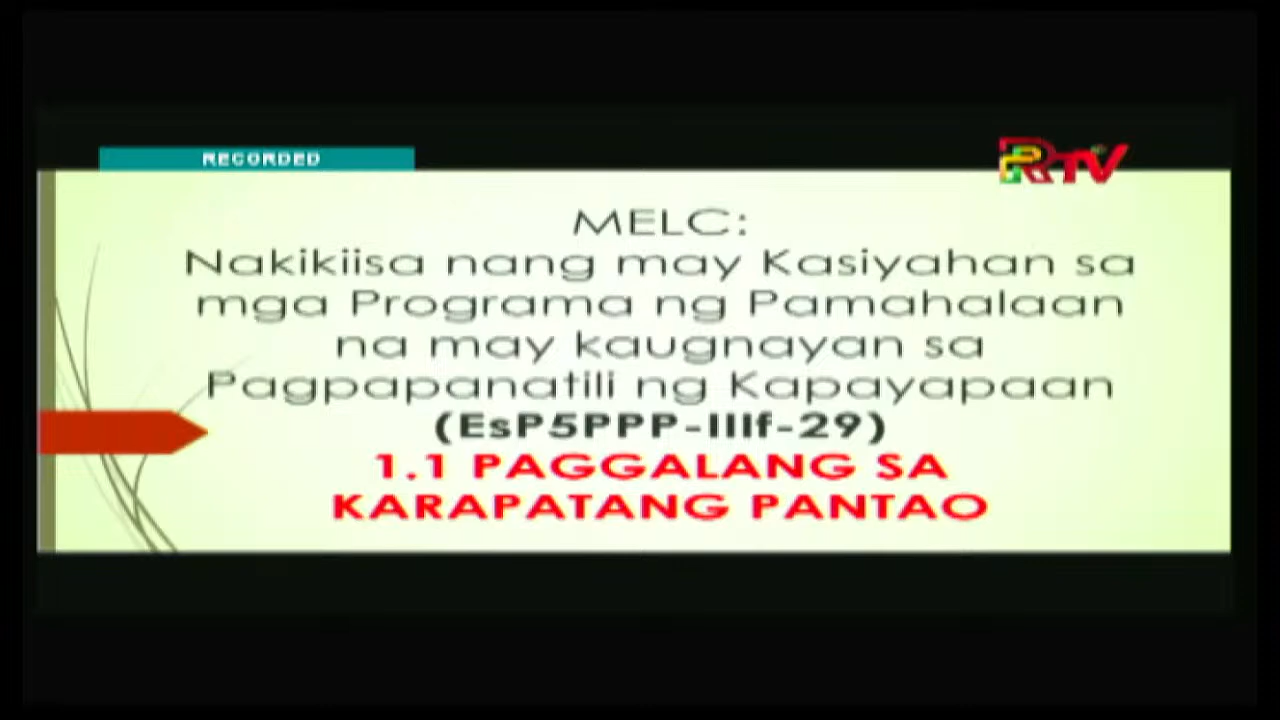 RECORDED
RTV
MELC:
Nakikiisa nang may Kasiyahan sa
mga Programa ng Pamahalaan
na may kaugnayan sa
Pagpapanatili ng Kapayapaan
(EsP5PPP-IIIf-29)
1.1 PAGGALANG SA
KARAPATANG PANTAO